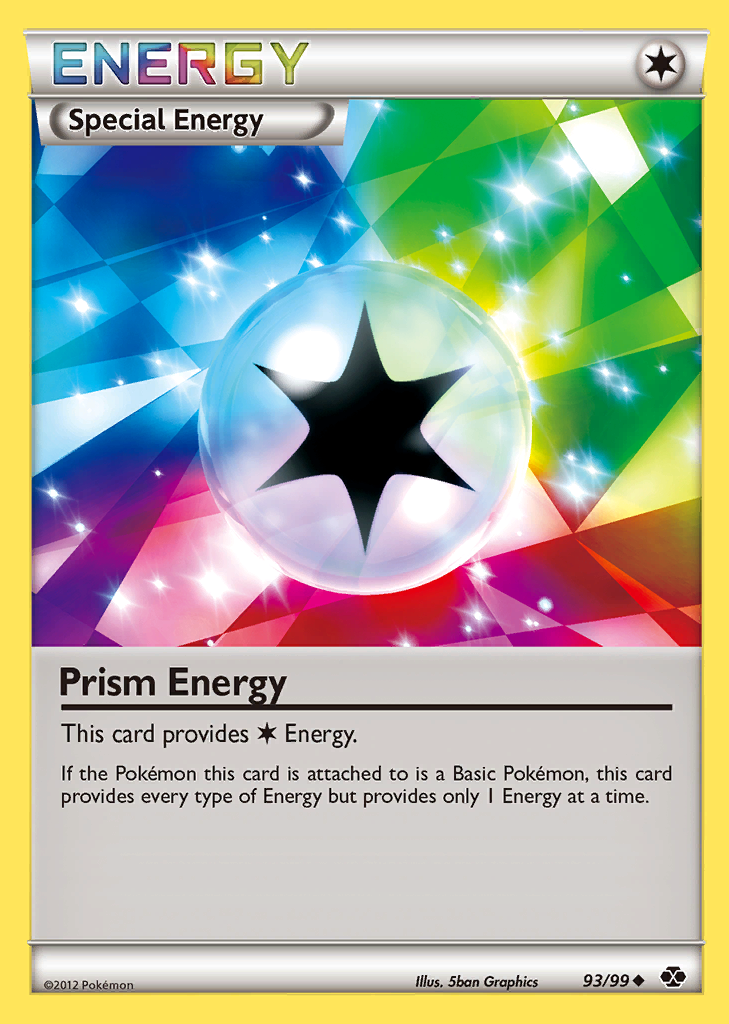 ENERGY
Special Energy
Prism Energy
This card provides ✶ Energy.
If the Pokémon this card is attached to is a Basic Pokémon, this card
provides every type of Energy but provides only 1 Energy at a time.
©2012 Pokémon
Illus. 5ban Graphics
93/99 ◆